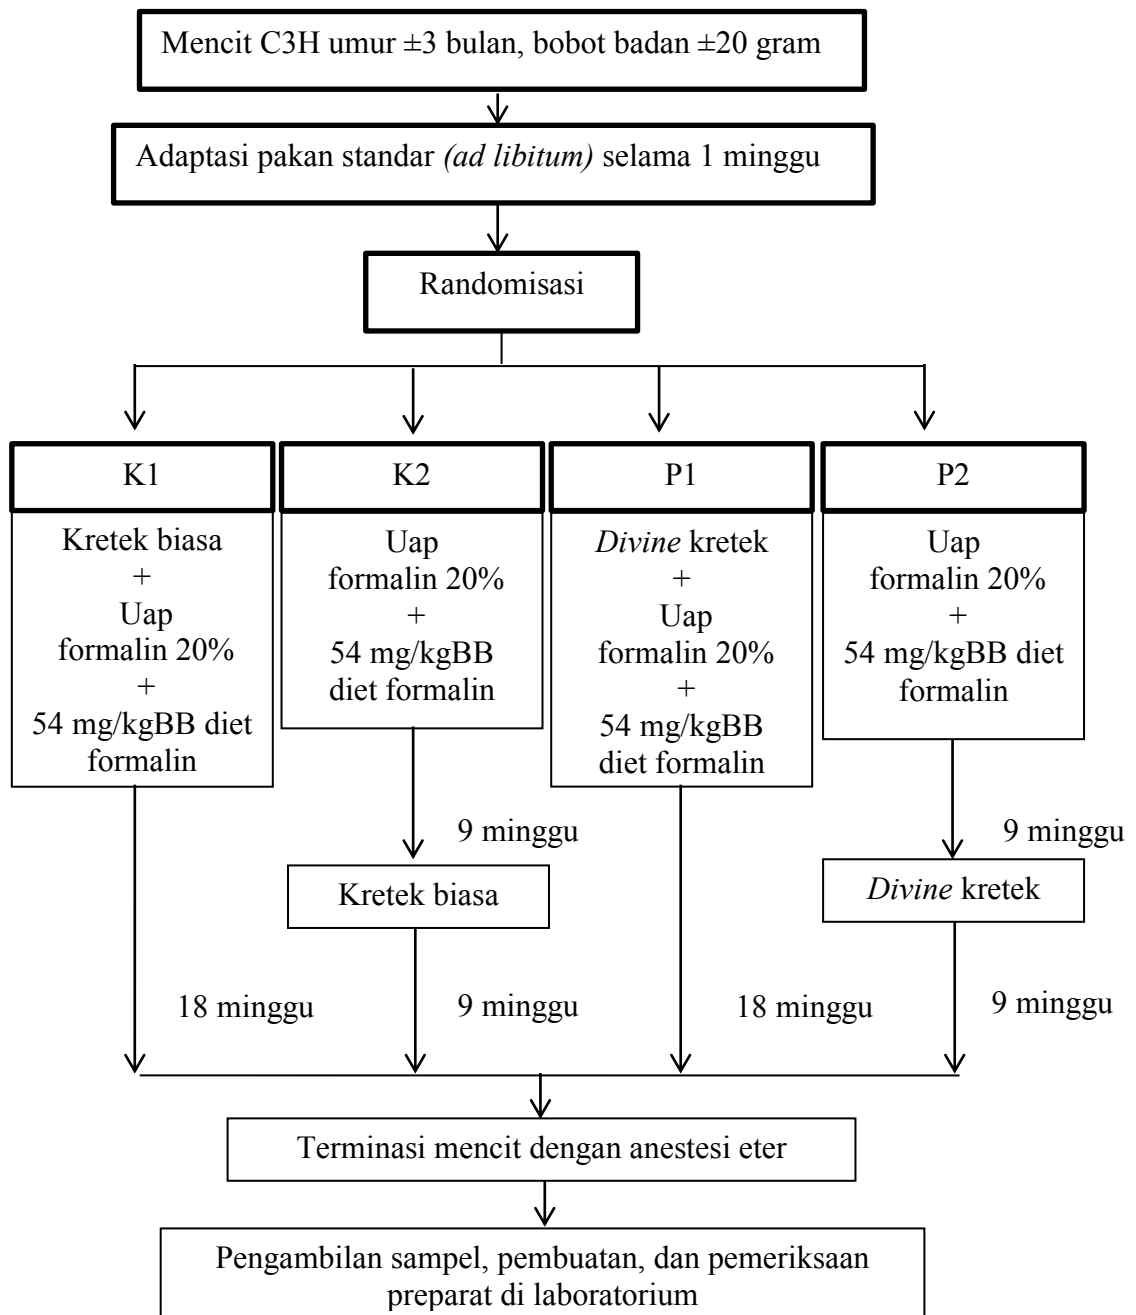 Mencit C3H umur ±3 bulan, bobot badan ±20 gram
Adaptasi pakan standar (ad libitum) selama 1 minggu
Randomisasi
K1
Kretek biasa
+
Uap
formalin 20%
+
54 mg/kgBB diet
formalin
K2
Uap
formalin 20%
+
54 mg/kgBB
diet formalin
P1
Divine kretek
+
Uap
formalin 20%
+
54 mg/kgBB
diet formalin
P2
Uap
formalin 20%
+
54 mg/kgBB diet
formalin
9 minggu
9 minggu
Kretek biasa
Divine kretek
18 minggu
9 minggu
18 minggu
9 minggu
Terminasi mencit dengan anestesi eter
Pengambilan sampel, pembuatan, dan pemeriksaan
preparat di laboratorium